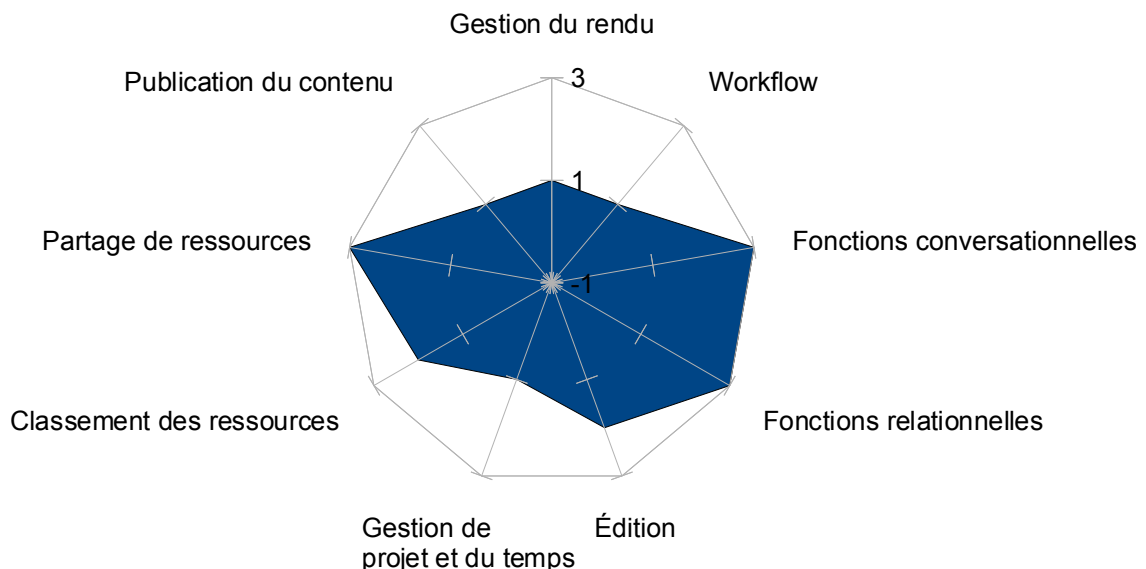 Gestion du rendu
Publication du contenu
3
Workflow
1
Partage de ressources
Fonctions conversationnelles
-1
Classement des ressources
Fonctions relationnelles
Gestion de
projet et du temps
Édition